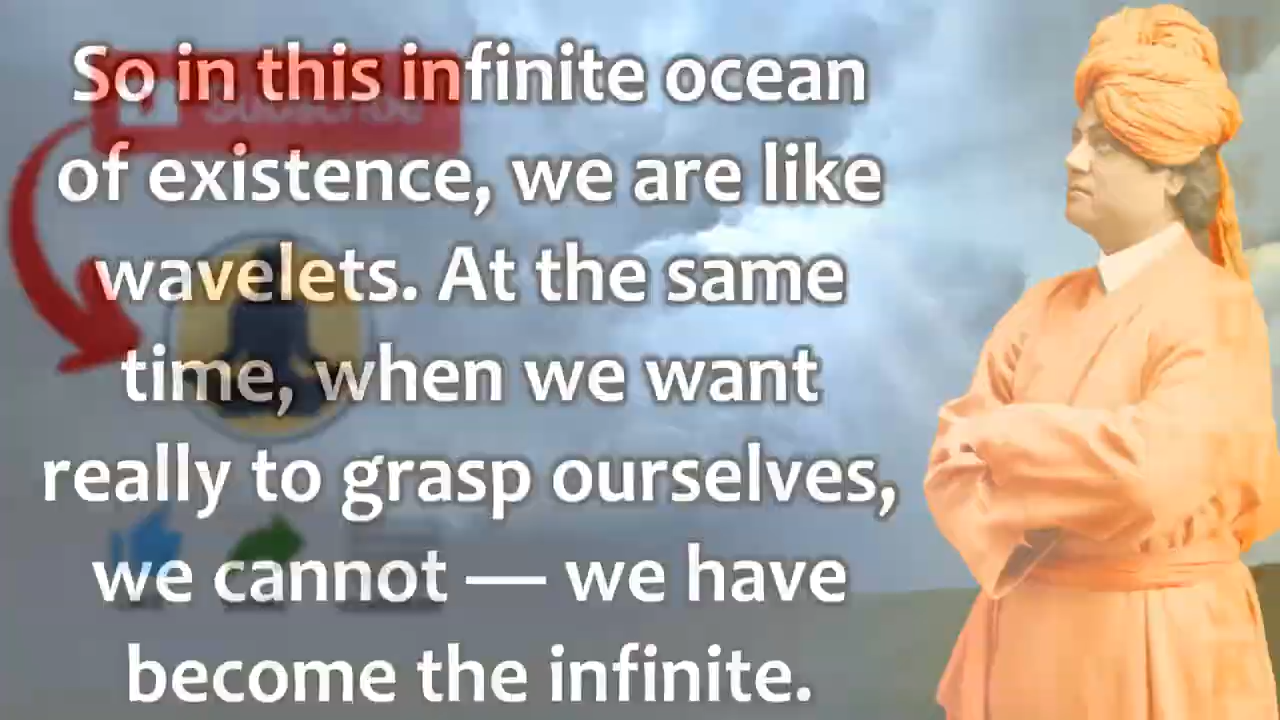 So in this infinite ocean
of existence, we are like
wavelets. At the same
time, when we want
really to grasp ourselves,
we cannot — we have
become the infinite.
Subscribe